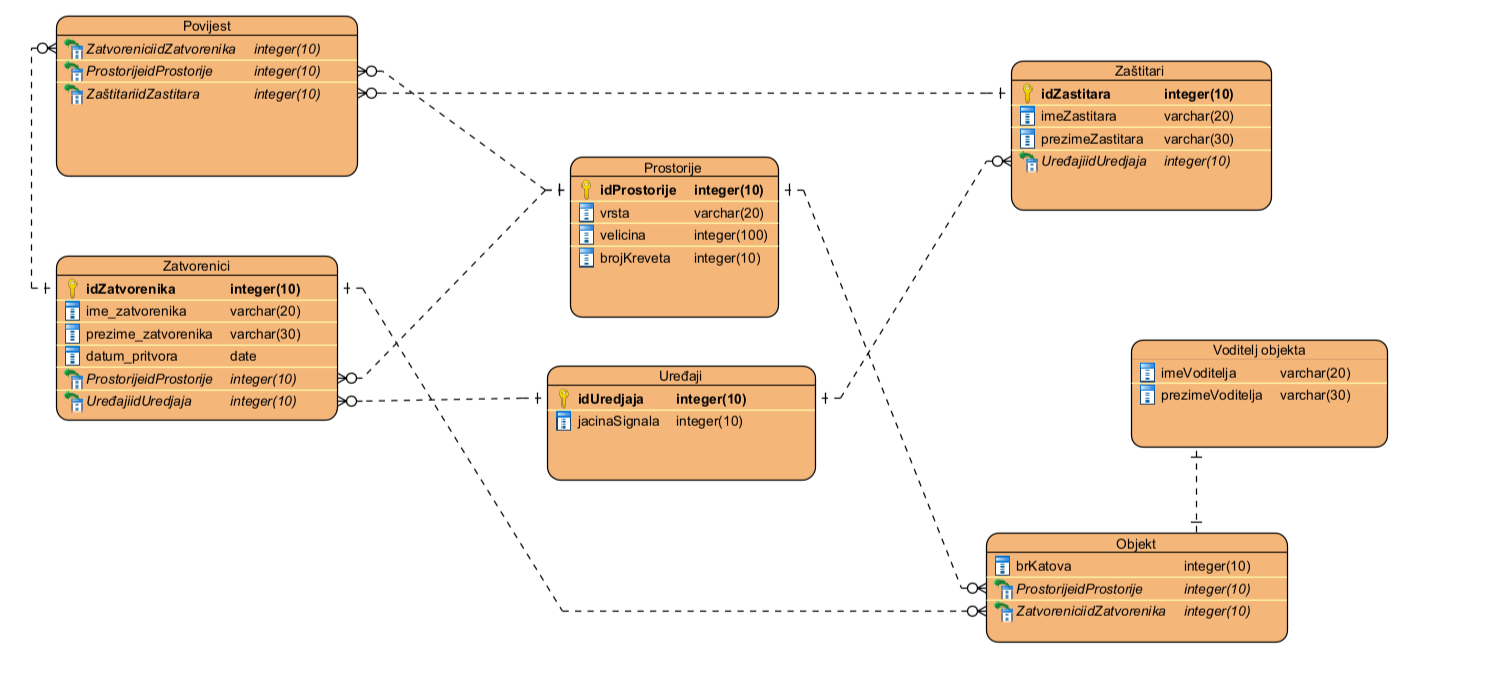 Povijest
ZatvoreniciidZatvorenika integer(10)
ProstorijeidProstorije integer(10)
ZaštitariidZastitara integer(10)
Zaštitari
idZastitara integer(10)
imeZastitara varchar(20)
prezimeZastitara varchar(30)
UređajiidUredjaja integer(10)
Prostorije
idProstorije integer(10)
vrsta varchar(20)
velicina integer(100)
brojKreveta integer(10)
Zatvorenici
idZatvorenika integer(10)
ime_zatvorenika varchar(20)
prezime_zatvorenika varchar(30)
datum_pritvora date
ProstorijeidProstorije integer(10)
UređajiidUredjaja integer(10)
Uređaji
idUredjaja integer(10)
jacinaSignala integer(10)
Voditelj objekta
imeVoditelja varchar(20)
prezimeVoditelja varchar(30)
Objekt
brKatova integer(10)
ProstorijeidProstorije integer(10)
ZatvoreniciidZatvorenika integer(10)